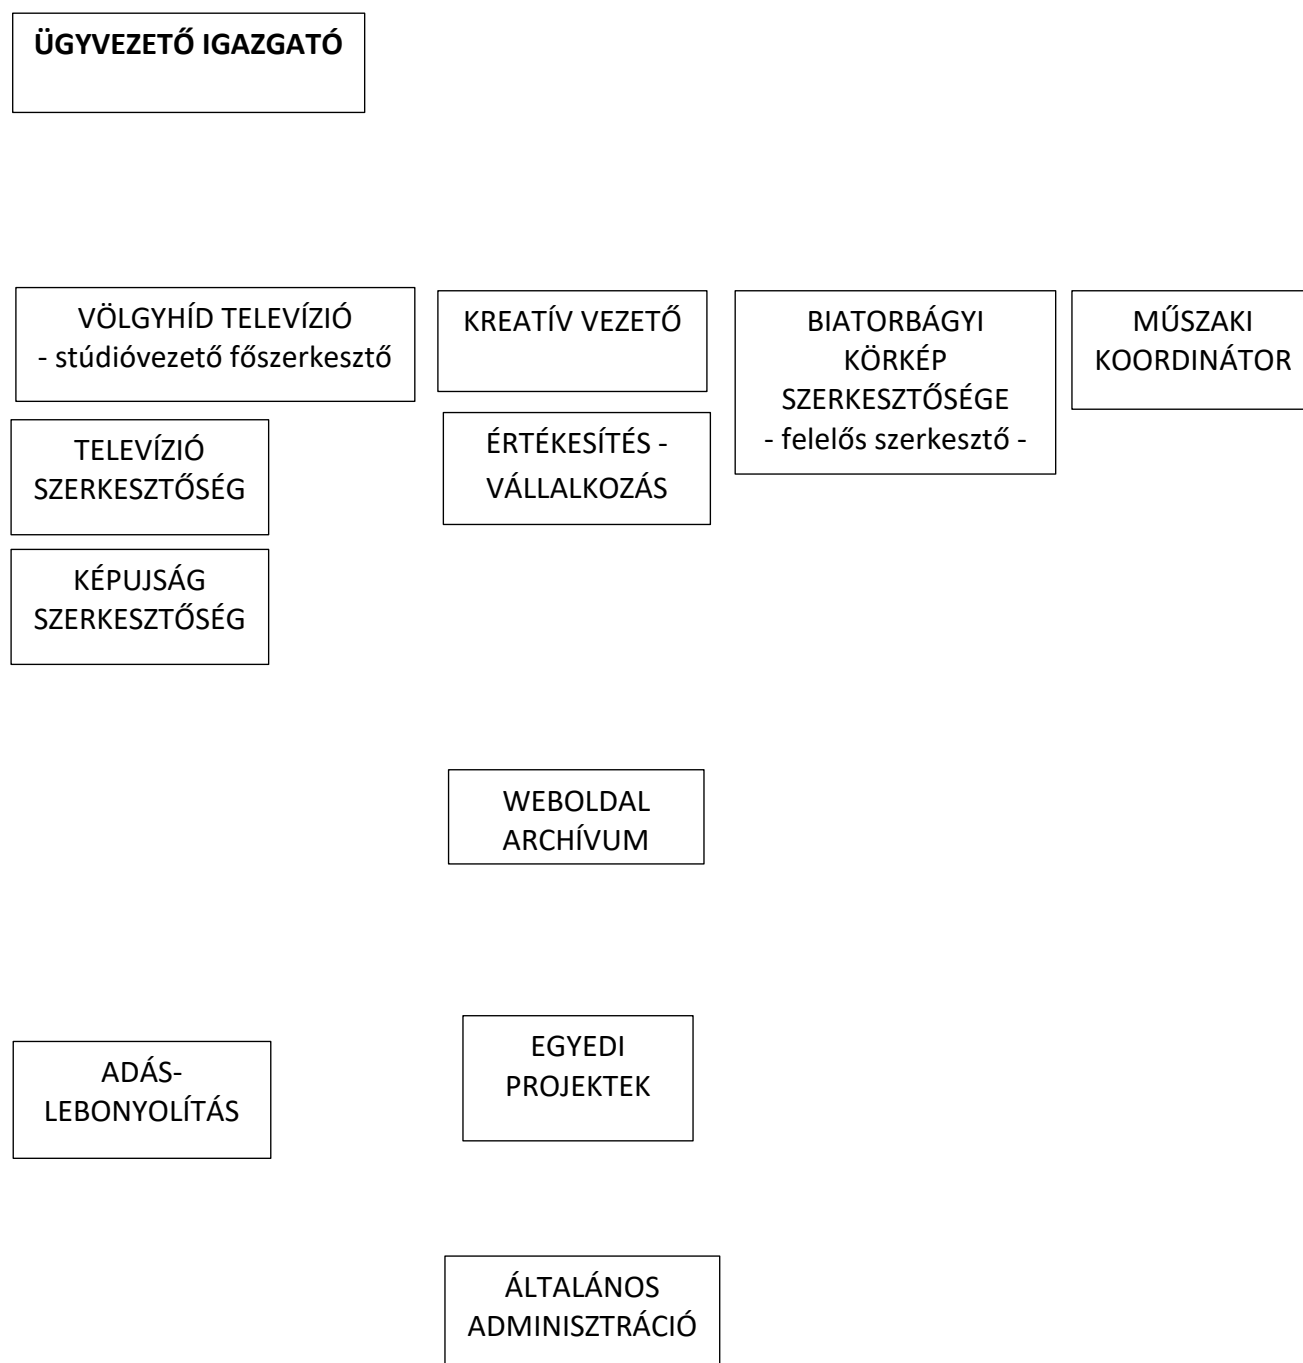 ÜGYVEZETŐ IGAZGATÓ
VÖLGYHÍD TELEVÍZIÓ
- stúdióvezető főszerkesztő
KREATÍV VEZETŐ
BIATORBÁGYI
KÖRKÉP
SZERKESZTŐSÉGE
- felelős szerkesztő -
MŰSZAKI
KOORDINÁTOR
TELEVÍZIÓ
SZERKESZTŐSÉG
ÉRTÉKESÍTÉS -
VÁLLALKOZÁS
KÉPUJSÁG
SZERKESZTŐSÉG
WEBOLDAL
ARCHÍVUM
ADÁS-
LEBONYOLÍTÁS
EGYEDI
PROJEKTEK
ÁLTALÁNOS
ADMINISZTRÁCIÓ